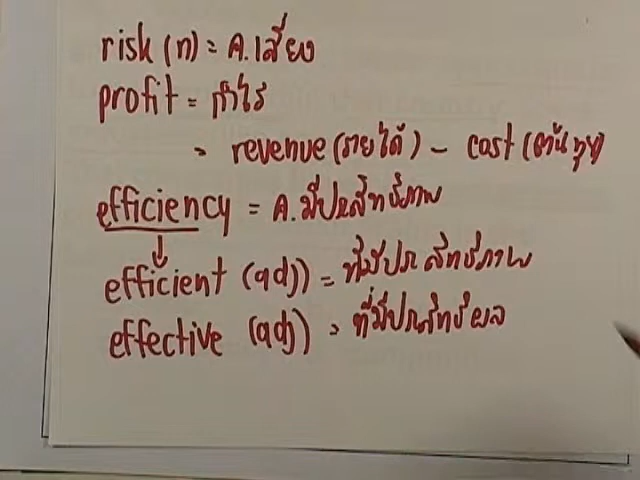 risk (n) = ค.เสี่ยง
profit = กำไร
= revenue (รายได้) - cost (ต้นทุน)
efficiency = ค.มีประสิทธิภาพ
efficient (adj) = ที่มีประสิทธิภาพ
effective (adj) = ที่มีประสิทธิผล